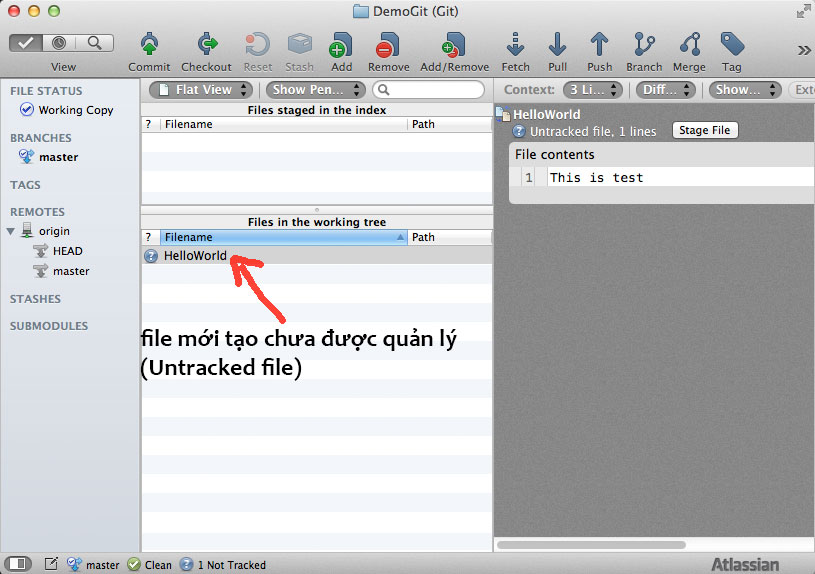 DemoGit (Git)
View
Commit
Checkout
Reset
Stash
Add
Remove
Add/Remove
Fetch
Pull
Push
Branch
Merge
Tag
FILE STATUS
Working Copy
BRANCHES
master
TAGS
REMOTES
origin
HEAD
master
STASHES
SUBMODULES
Flat View
Show Pen...
Files staged in the index
? Filename Path
Files in the working tree
? Filename Path
HelloWorld
file mới tạo chưa được quản lý
(Untracked file)
Context: 3 Li... Diff... Show... Exte
HelloWorld
Untracked file, 1 lines Stage File
File contents
1 This is test
master Clean 1 Not Tracked
Atlassian